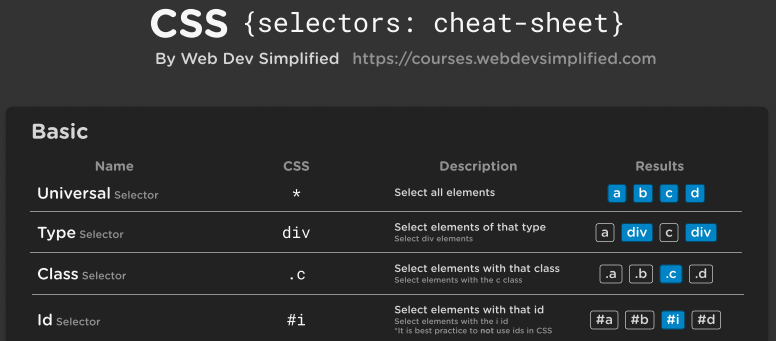 CSS {selectors: cheat-sheet}
By Web Dev Simplified https://courses.webdevsimplified.com
Basic
Name CSS Description Results
Universal Selector * Select all elements a b c d
Type Selector div Select elements of that type a div c div
Select div elements
Class Selector .c Select elements with that class .a .b .c .d
Select elements with the c class
Id Selector #i Select elements with that id #a #b #i #d
Select elements with the i id
*It is best practice to not use ids in CSS